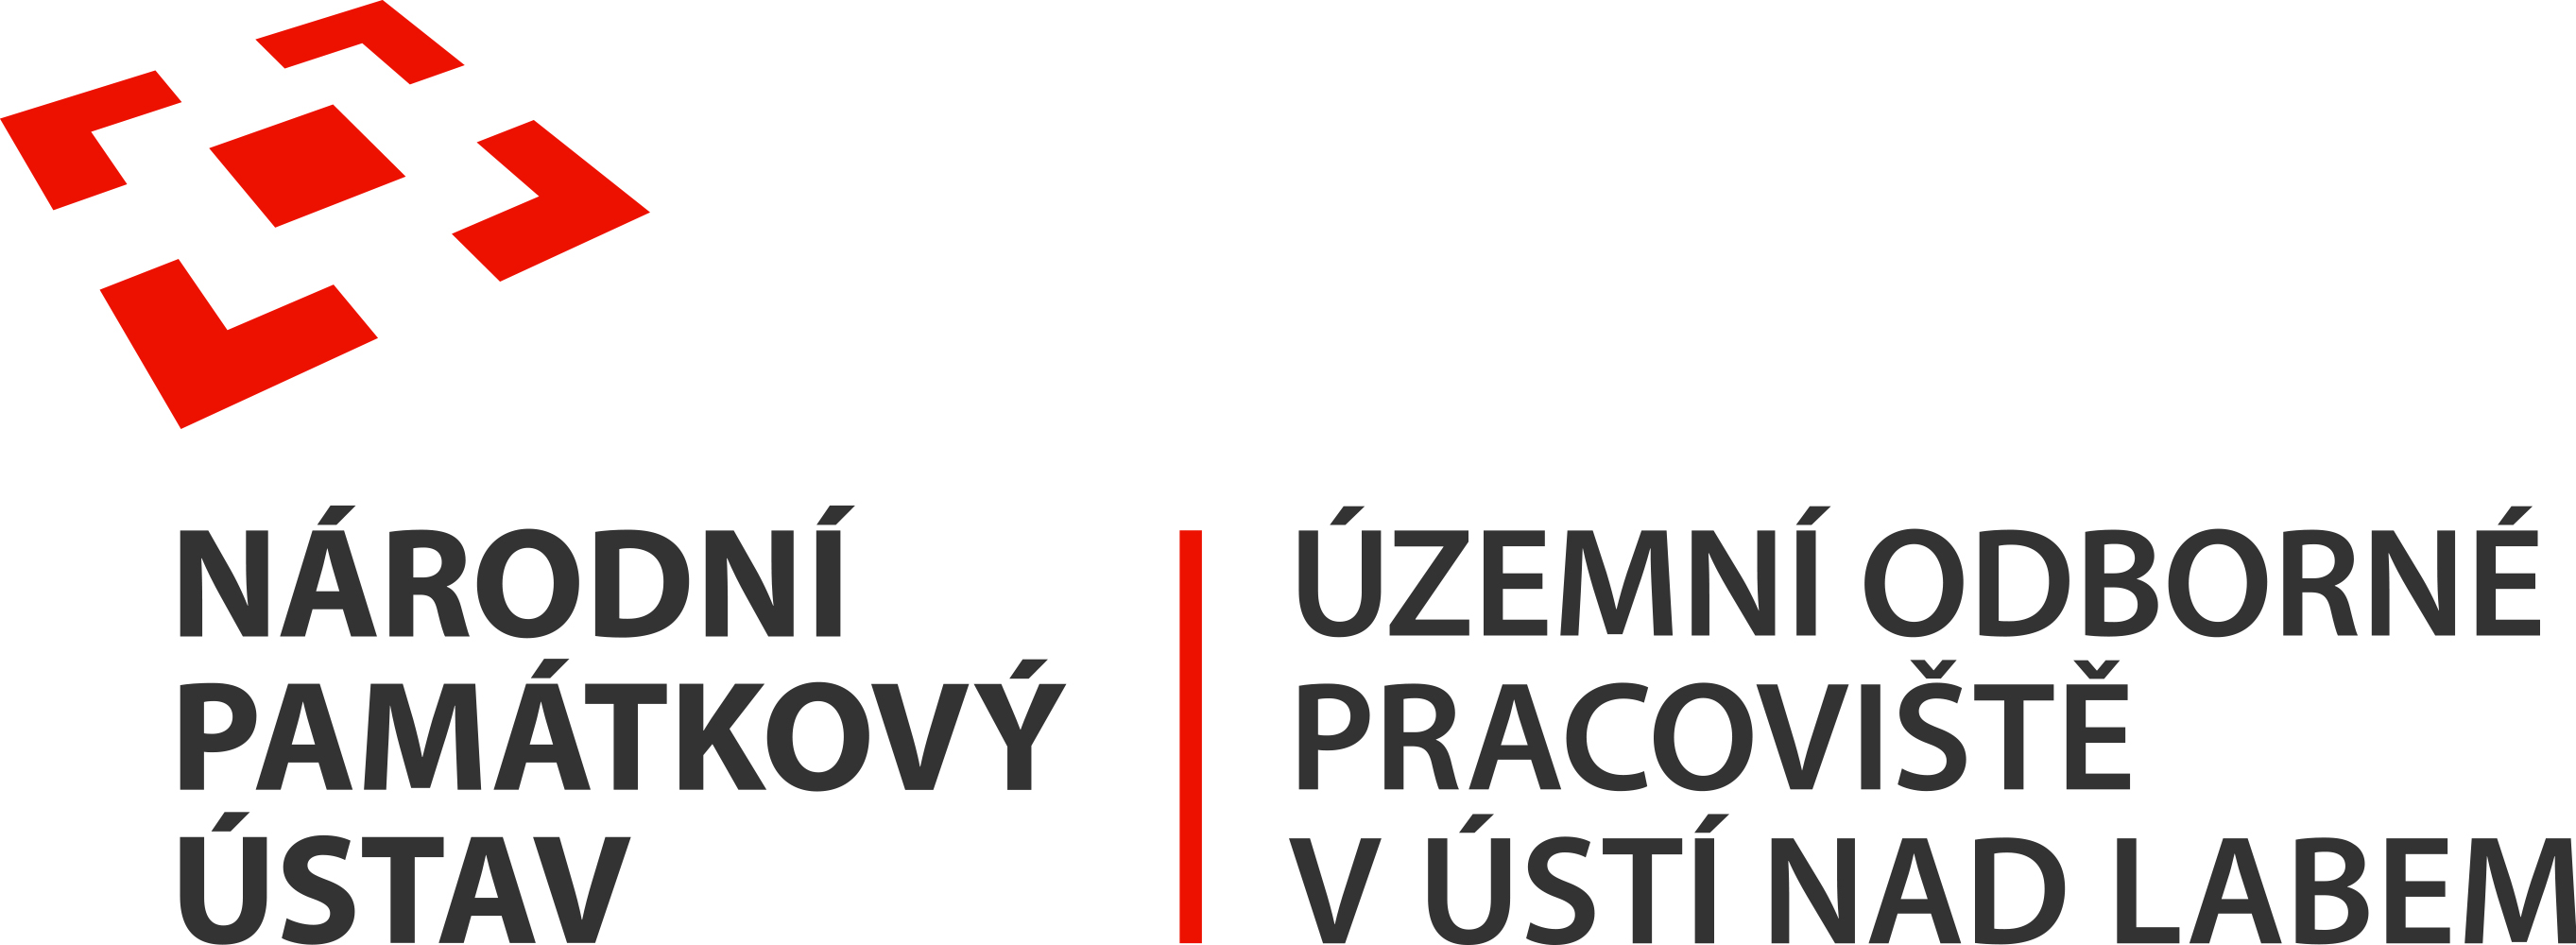 NÁRODNÍ
PAMÁTKOVÝ
ÚSTAV
ÚZEMNÍ ODBORNÉ
PRACOVIŠTĚ
V ÚSTÍ NAD LABEM